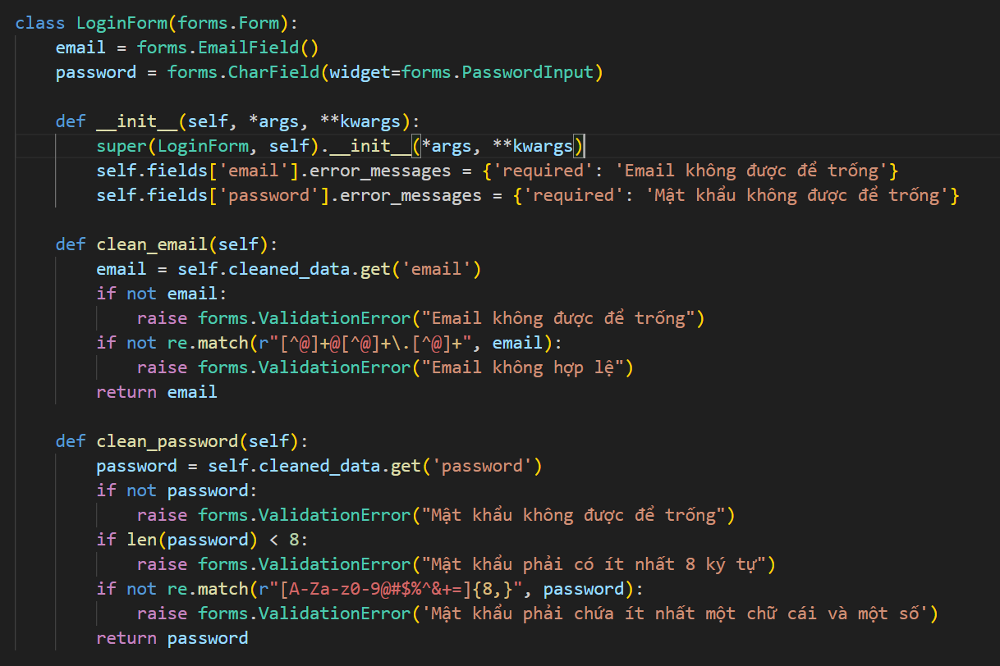 class LoginForm(forms.Form):
    email = forms.EmailField()
    password = forms.CharField(widget=forms.PasswordInput)

    def __init__(self, *args, **kwargs):
        super(LoginForm, self).__init__(*args, **kwargs)
        self.fields['email'].error_messages = {'required': 'Email không được để trống'}
        self.fields['password'].error_messages = {'required': 'Mật khẩu không được để trống'}

    def clean_email(self):
        email = self.cleaned_data.get('email')
        if not email:
            raise forms.ValidationError("Email không được để trống")
        if not re.match(r"[^@]+@[^@]+\.[^@]+", email):
            raise forms.ValidationError("Email không hợp lệ")
        return email

    def clean_password(self):
        password = self.cleaned_data.get('password')
        if not password:
            raise forms.ValidationError("Mật khẩu không được để trống")
        if len(password) < 8:
            raise forms.ValidationError("Mật khẩu phải có ít nhất 8 ký tự")
        if not re.match(r"[A-Za-z0-9@#$%^&+=]{8,}", password):
            raise forms.ValidationError('Mật khẩu phải chứa ít nhất một chữ cái và một số')
        return password